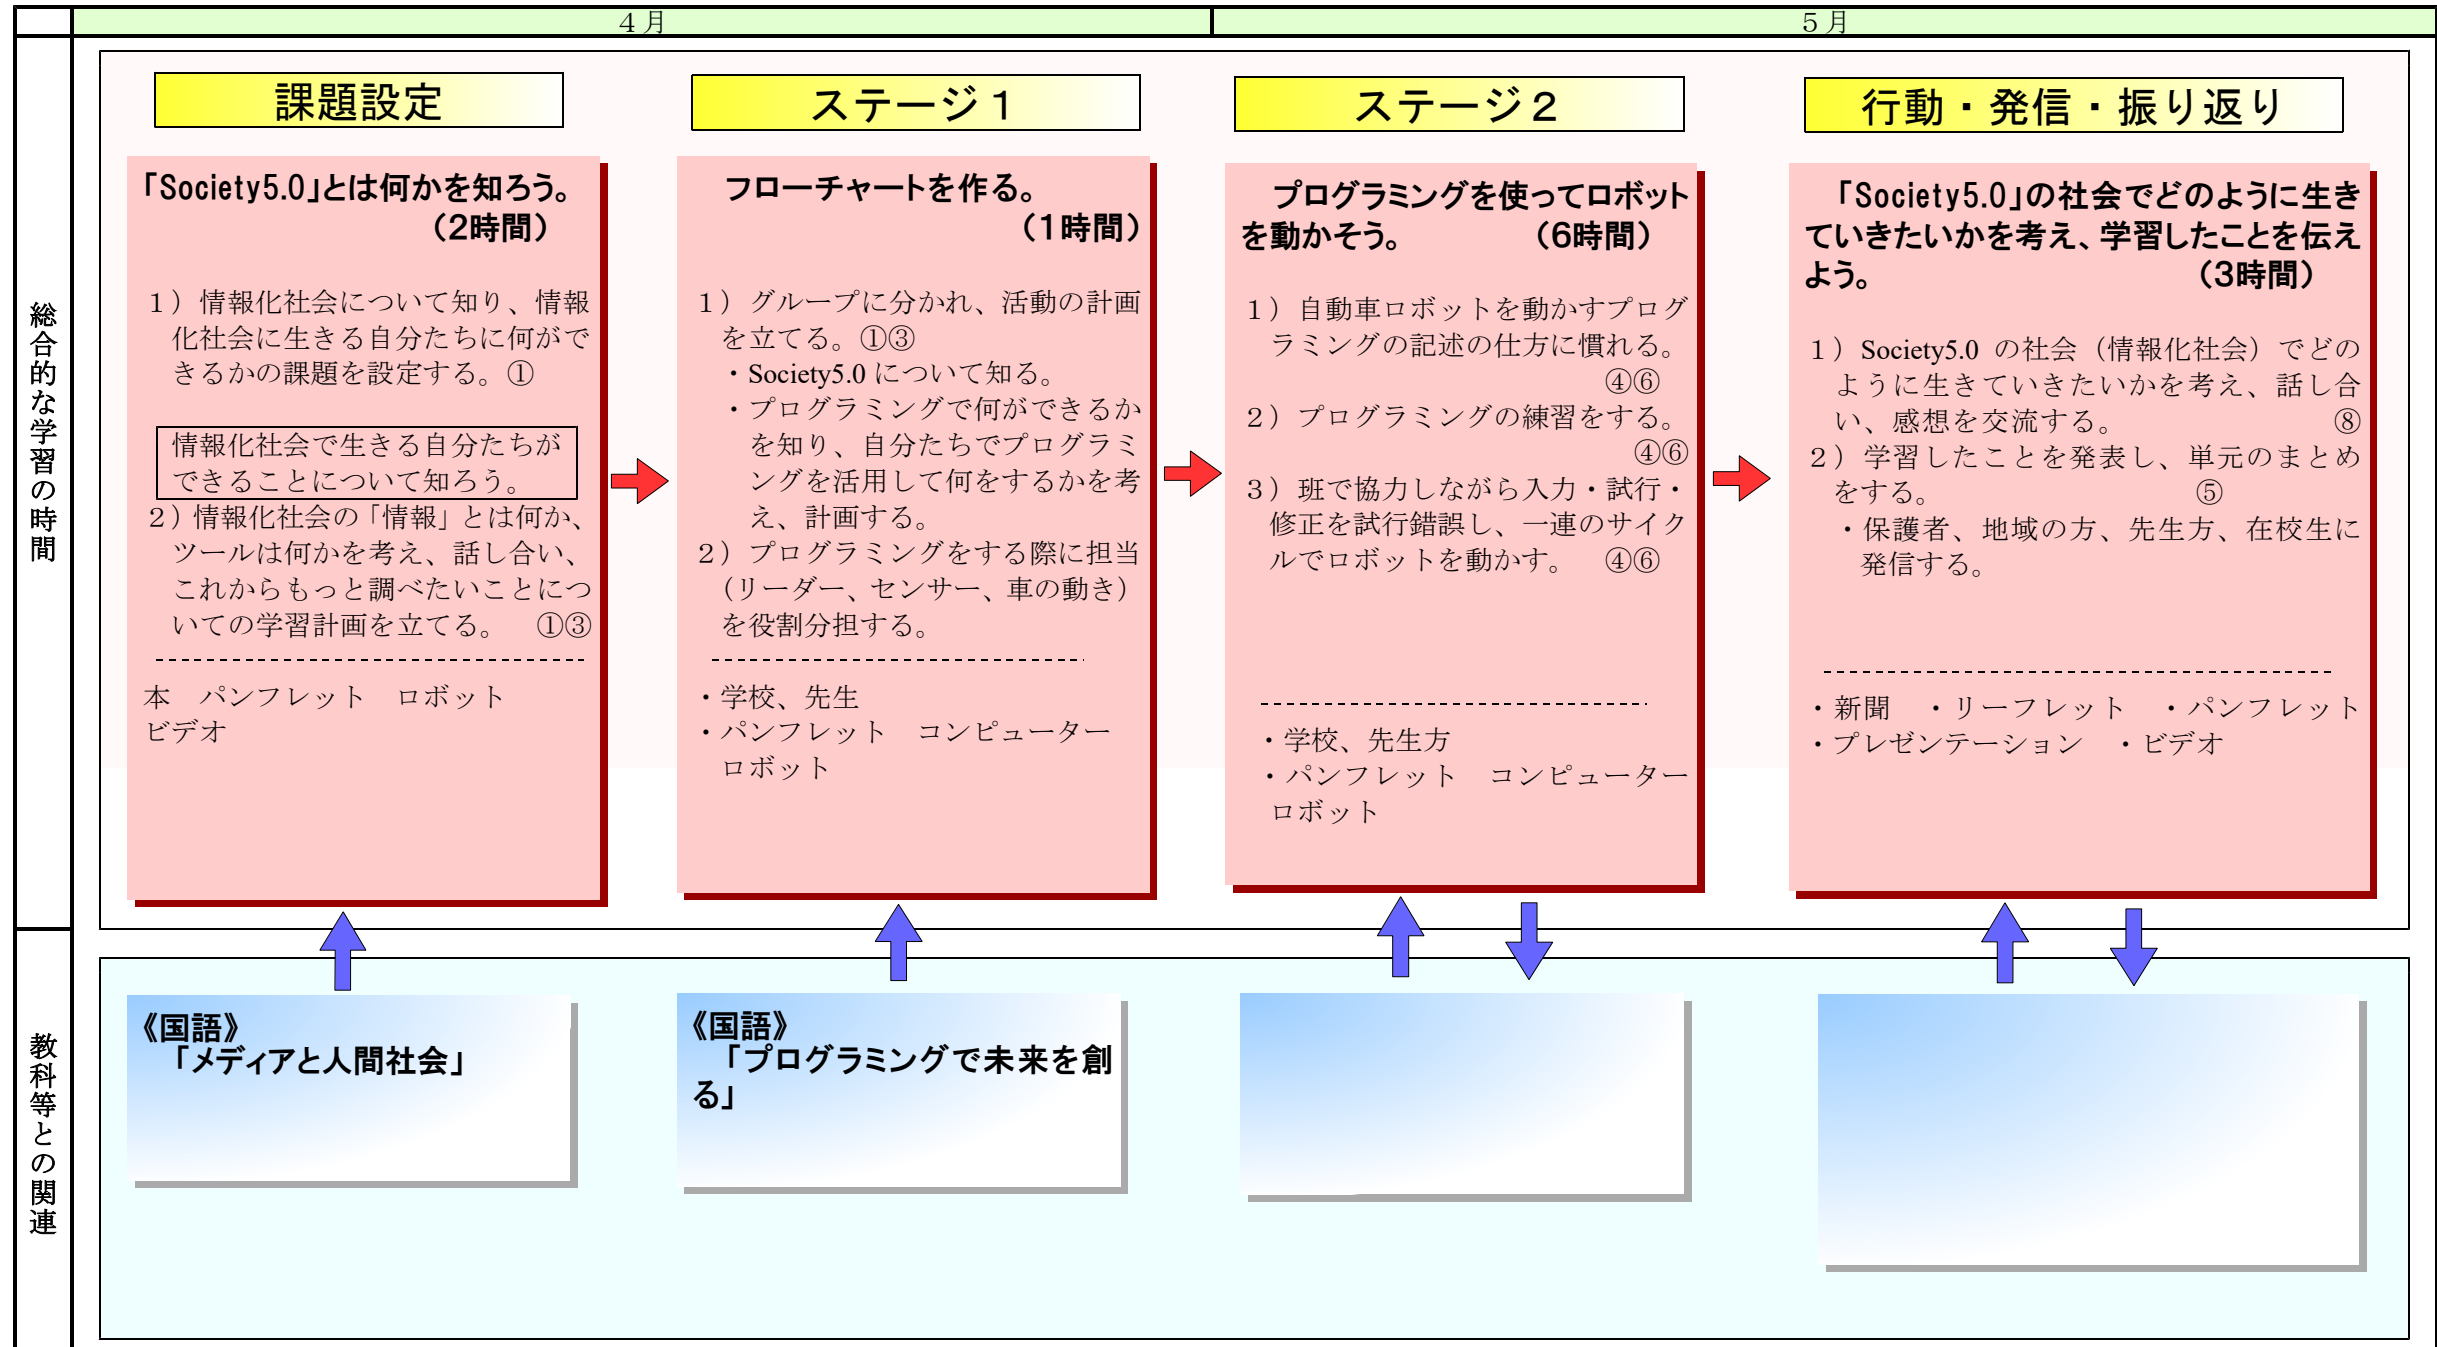 ４月
５月
総合的な学習の時間
課題設定
「Society5.0」とは何かを知ろう。
（2時間）
１）情報化社会について知り、情報
化社会に生きる自分たちに何がで
きるかの課題を設定する。①
情報化社会で生きる自分たちが
できることについて知ろう。
２）情報化社会の「情報」とは何か、
ツールは何かを考え、話し合い、
これからもっと調べたいことにつ
いての学習計画を立てる。　①③
本　パンフレット　ロボット
ビデオ
ステージ１
フローチャートを作る。
（1時間）
１）グループに分かれ、活動の計画
を立てる。①③
・Society5.0 について知る。
・プログラミングで何ができるか
を知り、自分たちでプログラミ
ングを活用して何をするかを考
え、計画する。
２）プログラミングをする際に担当
（リーダー、センサー、車の動き）
を役割分担する。
・学校、先生
・パンフレット　コンピューター
ロボット
ステージ２
プログラミングを使ってロボット
を動かそう。　（6時間）
１）自動車ロボットを動かすプログ
ラミングの記述の仕方に慣れる。
④⑥
２）プログラミングの練習をする。
④⑥
３）班で協力しながら入力・試行・
修正を試行錯誤し、一連のサイク
ルでロボットを動かす。　④⑥
・学校、先生方
・パンフレット　コンピューター
ロボット
行動・発信・振り返り
「Society5.0」の社会でどのように生き
ていきたいかを考え、学習したことを伝え
よう。　（3時間）
１）Society5.0 の社会（情報化社会）でどの
ように生きていきたいかを考え、話し合
い、感想を交流する。　⑧
２）学習したことを発表し、単元のまとめ
をする。　⑤
・保護者、地域の方、先生方、在校生に
発信する。
・新聞　・リーフレット　・パンフレット
・プレゼンテーション　・ビデオ
教科等との関連
《国語》
「メディアと人間社会」
《国語》
「プログラミングで未来を創
る」